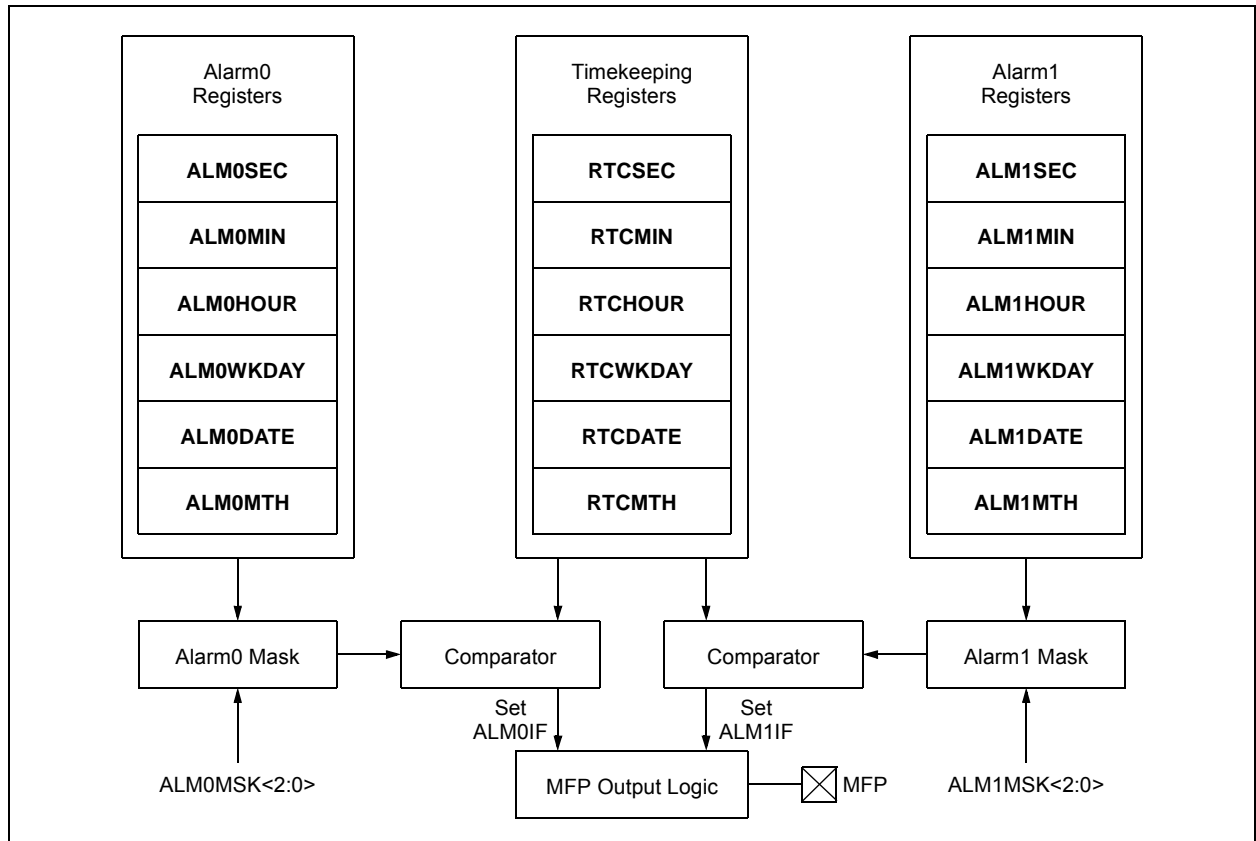 Alarm0
Registers
ALM0SEC
ALM0MIN
ALM0HOUR
ALM0WKDAY
ALM0DATE
ALM0MTH
Timekeeping
Registers
RTCSEC
RTCMIN
RTCHOUR
RTCWKDAY
RTCDATE
RTCMTH
Alarm1
Registers
ALM1SEC
ALM1MIN
ALM1HOUR
ALM1WKDAY
ALM1DATE
ALM1MTH
Alarm0 Mask
Comparator
Comparator
Alarm1 Mask
Set
ALM0IF
Set
ALM1IF
ALM0MSK<2:0>
MFP Output Logic
MFP
ALM1MSK<2:0>